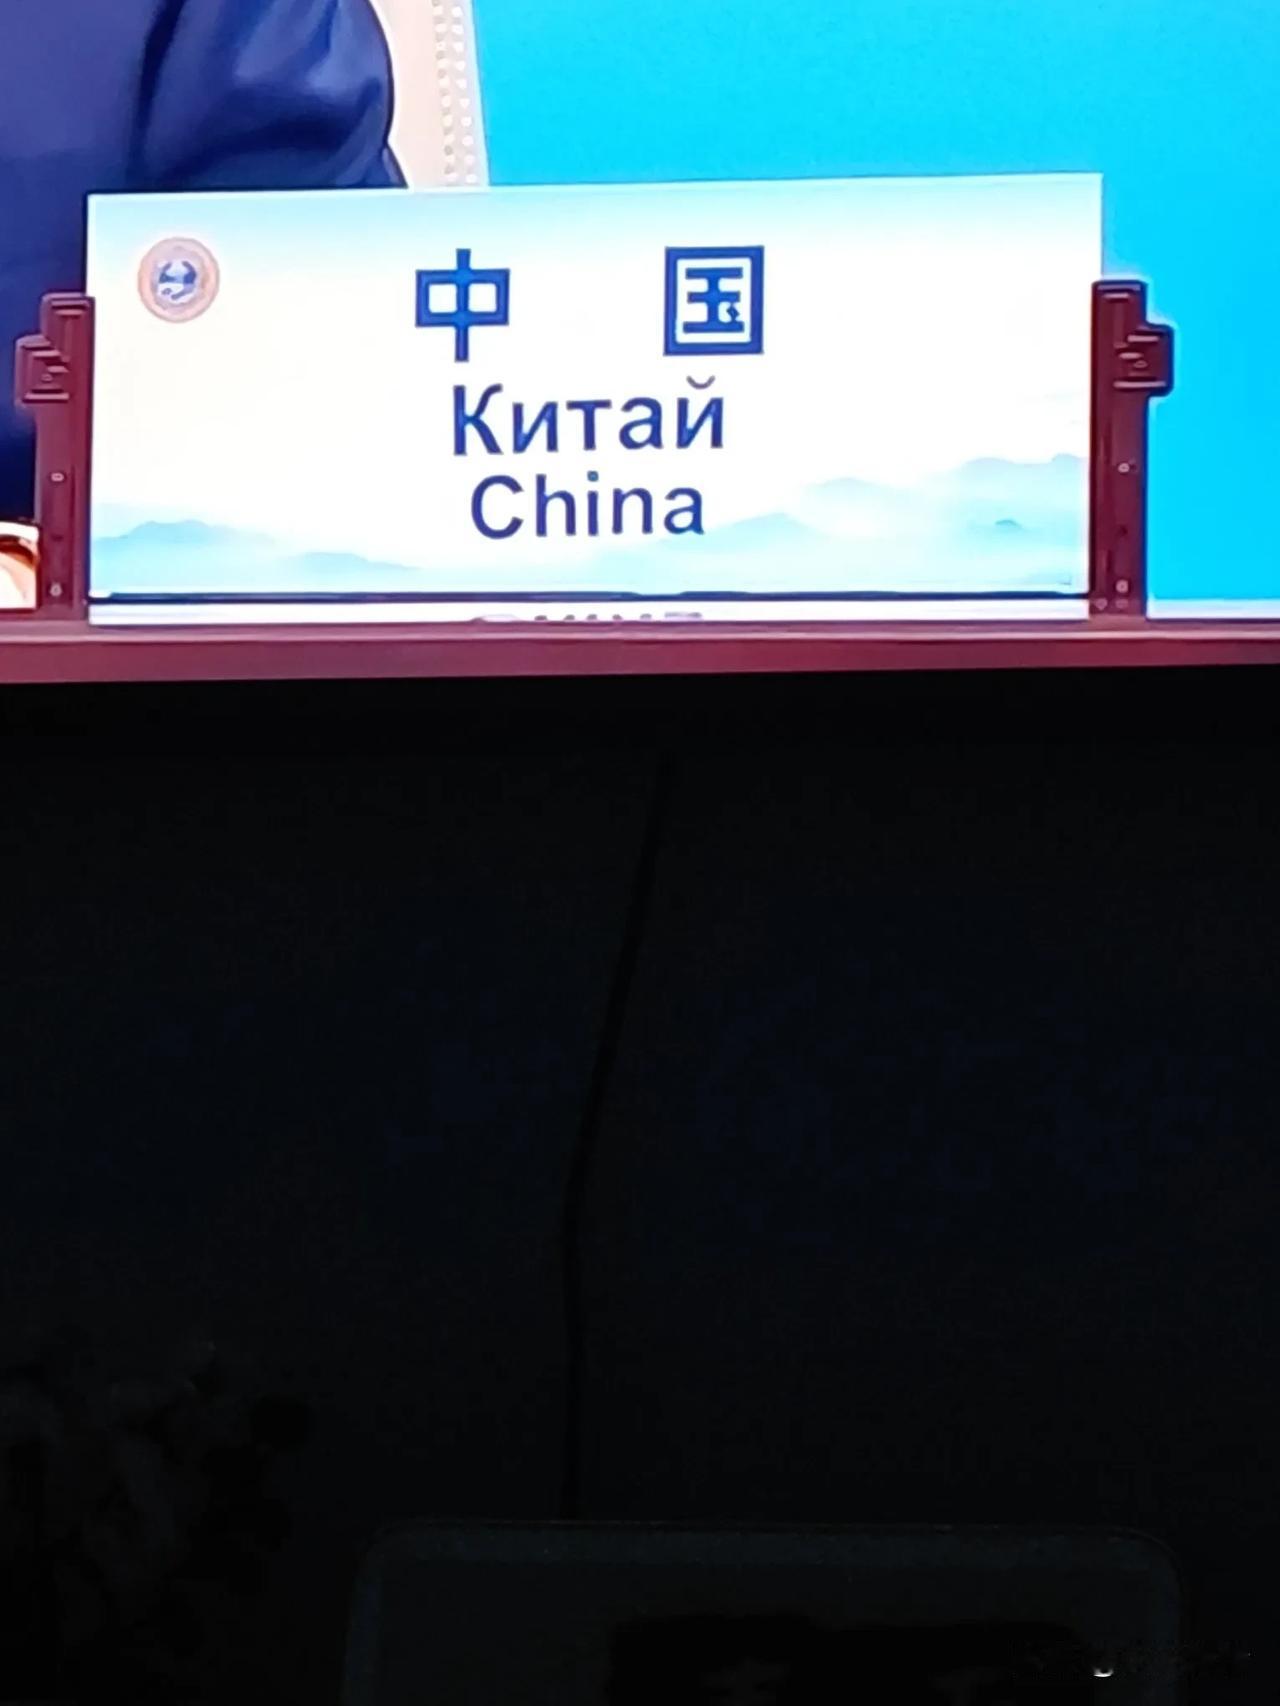 中 国
Китай
China